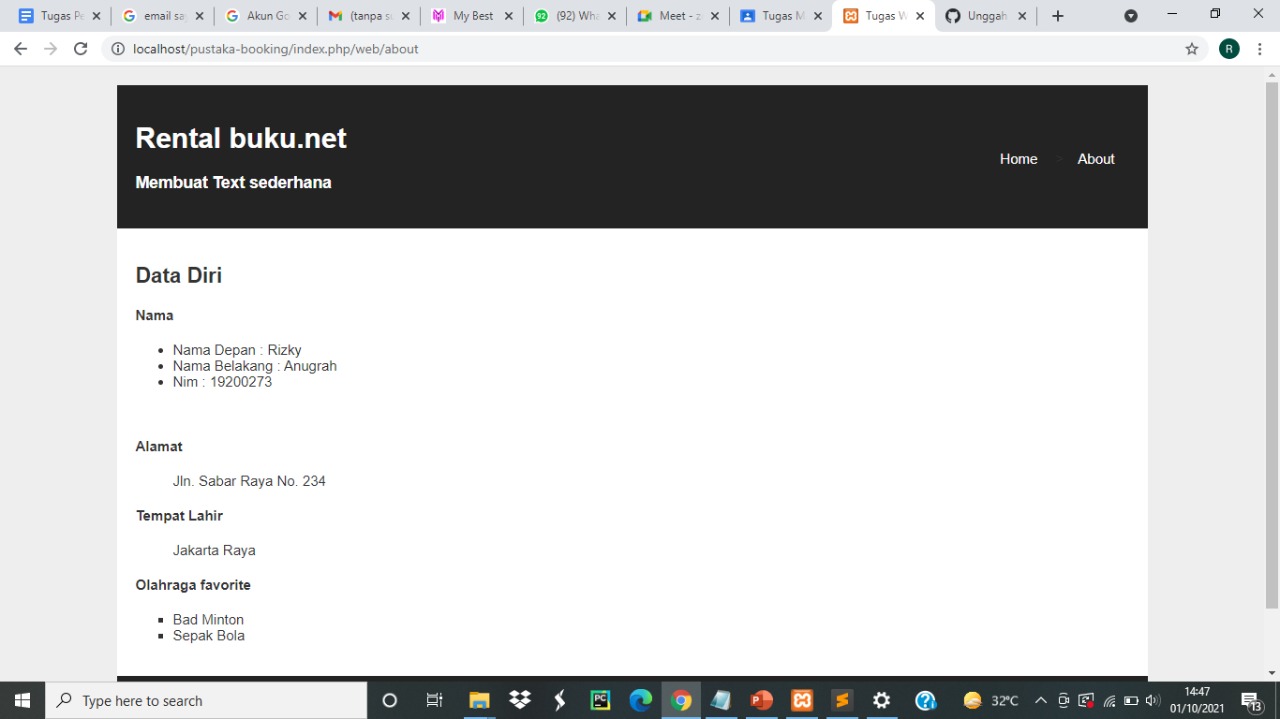 Tugas Pe
email say
Akun Go
(tanpa su
My Best
(92) Wha
Meet - z
Tugas M
Tugas W
Unggah
localhost/pustaka-booking/index.php/web/about
R
Rental buku.net
Home > About
Membuat Text sederhana
Data Diri
Nama
• Nama Depan : Rizky
• Nama Belakang : Anugrah
• Nim : 19200273
Alamat
Jln. Sabar Raya No. 234
Tempat Lahir
Jakarta Raya
Olahraga favorite
▪ Bad Minton
▪ Sepak Bola
Type here to search
PC
32°C
14:47
01/10/2021
13